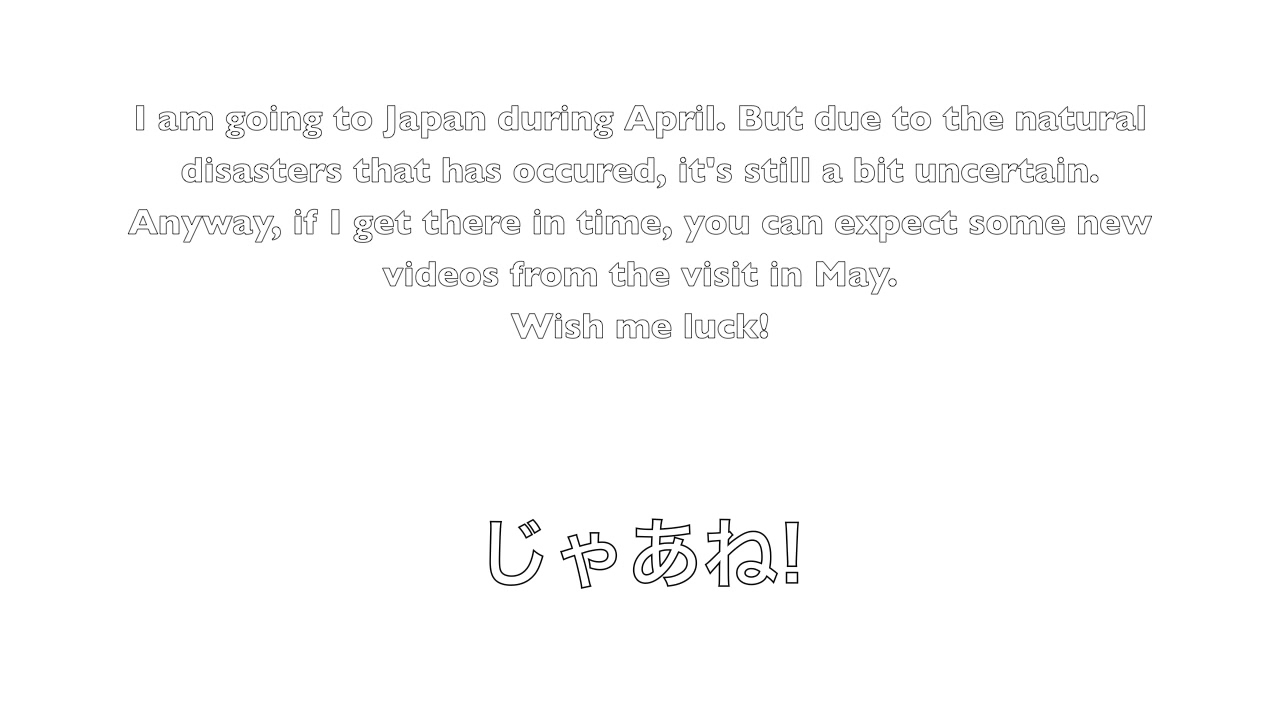 I am going to Japan during April. But due to the natural
disasters that has occured, it's still a bit uncertain.
Anyway, if I get there in time, you can expect some new
videos from the visit in May.
Wish me luck!
じゃあね!